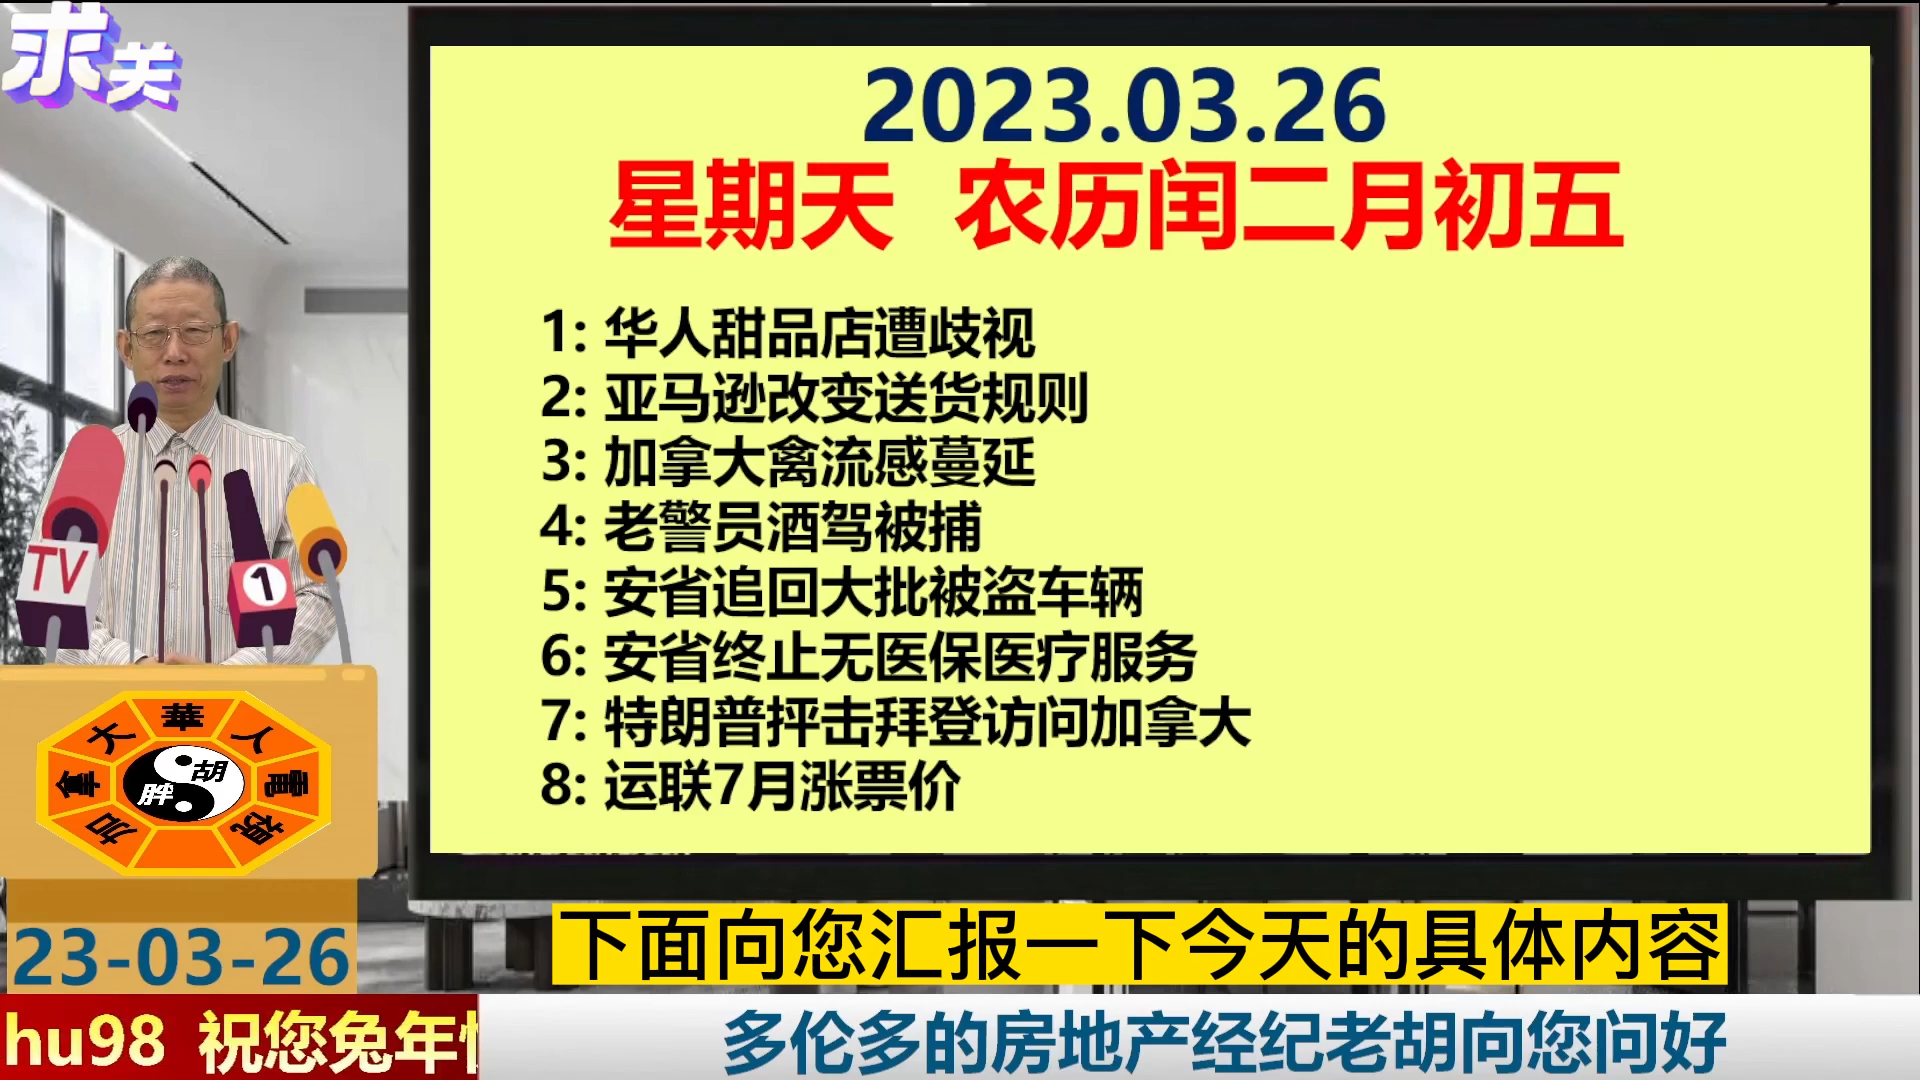 求关
2023.03.26
星期天 农历闰二月初五
1: 华人甜品店遭歧视
2: 亚马逊改变送货规则
3: 加拿大禽流感蔓延
4: 老警员酒驾被捕
5: 安省追回大批被盗车辆
6: 安省终止无医保医疗服务
7: 特朗普抨击拜登访问加拿大
8: 运联7月涨票价
TV
1
加拿大華人電視
胡
胖
23-03-26
下面向您汇报一下今天的具体内容
hu98 祝您兔年
多伦多的房地产经纪老胡向您问好